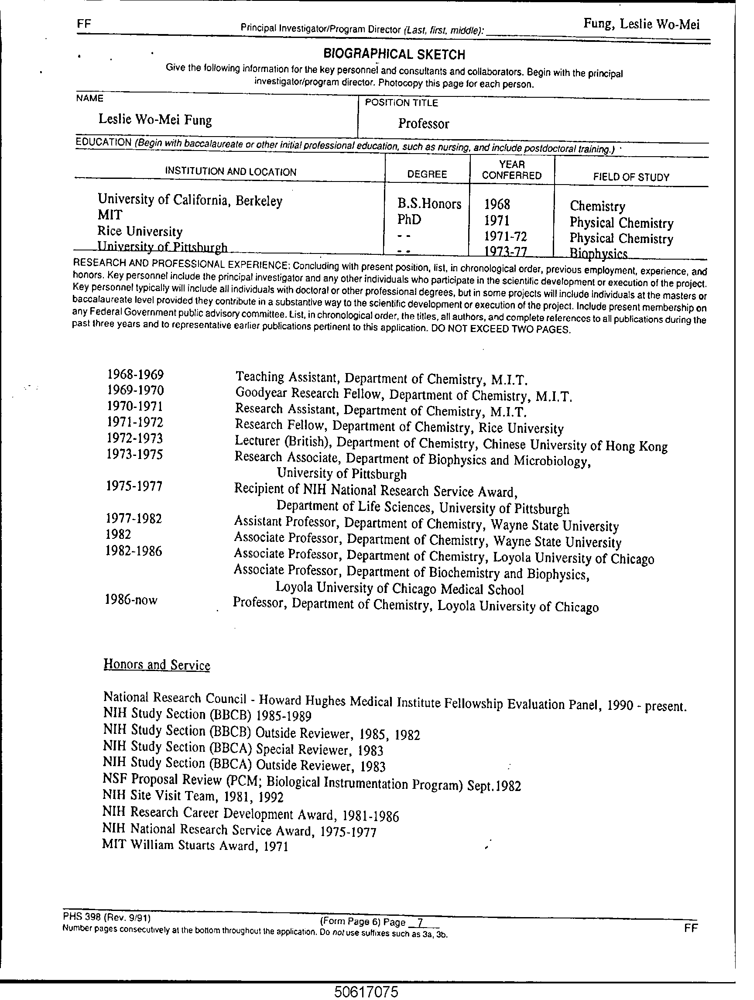 FF
Principal Investigator/Program Director (Last, first, middle): Fung, Leslie Wo-Mei
BIOGRAPHICAL SKETCH
Give the following information for the key personnel and consultants and collaborators. Begin with the principal
investigator/program director. Photocopy this page for each person.
NAME
Leslie Wo-Mei Fung
POSITION TITLE
Professor
EDUCATION (Begin with baccalaureate or other initial professional education, such as nursing, and include postdoctoral training.)
INSTITUTION AND LOCATION DEGREE YEAR CONFERRED FIELD OF STUDY
University of California, Berkeley B.S.Honors 1968 Chemistry
MIT PhD 1971 Physical Chemistry
Rice University -- 1971-72 Physical Chemistry
University of Pittsburgh -- 1973-77 Biophysics
RESEARCH AND PROFESSIONAL EXPERIENCE: Concluding with present position, list, in chronological order, previous employment, experience, and
honors. Key personnel include the principal investigator and any other individuals who participate in the scientific development or execution of the project.
Key personnel typically will include all individuals with doctoral or other professional degrees, but in some projects will include individuals at the masters or
baccalaureate level provided they contribute in a substantive way to the scientific development or execution of the project. Include present membership on
any Federal Government public advisory committee. List, in chronological order, the titles, all authors, and complete references to all publications during the
past three years and to representative earlier publications pertinent to this application. DO NOT EXCEED TWO PAGES.
1968-1969 Teaching Assistant, Department of Chemistry, M.I.T.
1969-1970 Goodyear Research Fellow, Department of Chemistry, M.I.T.
1970-1971 Research Assistant, Department of Chemistry, M.I.T.
1971-1972 Research Fellow, Department of Chemistry, Rice University
1972-1973 Lecturer (British), Department of Chemistry, Chinese University of Hong Kong
1973-1975 Research Associate, Department of Biophysics and Microbiology,
University of Pittsburgh
1975-1977 Recipient of NIH National Research Service Award,
Department of Life Sciences, University of Pittsburgh
1977-1982 Assistant Professor, Department of Chemistry, Wayne State University
1982 Associate Professor, Department of Chemistry, Wayne State University
1982-1986 Associate Professor, Department of Chemistry, Loyola University of Chicago
Associate Professor, Department of Biochemistry and Biophysics,
Loyola University of Chicago Medical School
1986-now Professor, Department of Chemistry, Loyola University of Chicago
Honors and Service
National Research Council - Howard Hughes Medical Institute Fellowship Evaluation Panel, 1990 - present.
NIH Study Section (BBCB) 1985-1989
NIH Study Section (BBCB) Outside Reviewer, 1985, 1982
NIH Study Section (BBCA) Special Reviewer, 1983
NIH Study Section (BBCA) Outside Reviewer, 1983
NSF Proposal Review (PCM; Biological Instrumentation Program) Sept.1982
NIH Site Visit Team, 1981, 1992
NIH Research Career Development Award, 1981-1986
NIH National Research Service Award, 1975-1977
MIT William Stuarts Award, 1971
PHS 398 (Rev. 9/91) (Form Page 6) Page 7 FF
Number pages consecutively at the bottom throughout the application. Do not use suffixes such as 3a, 3b.
50617075